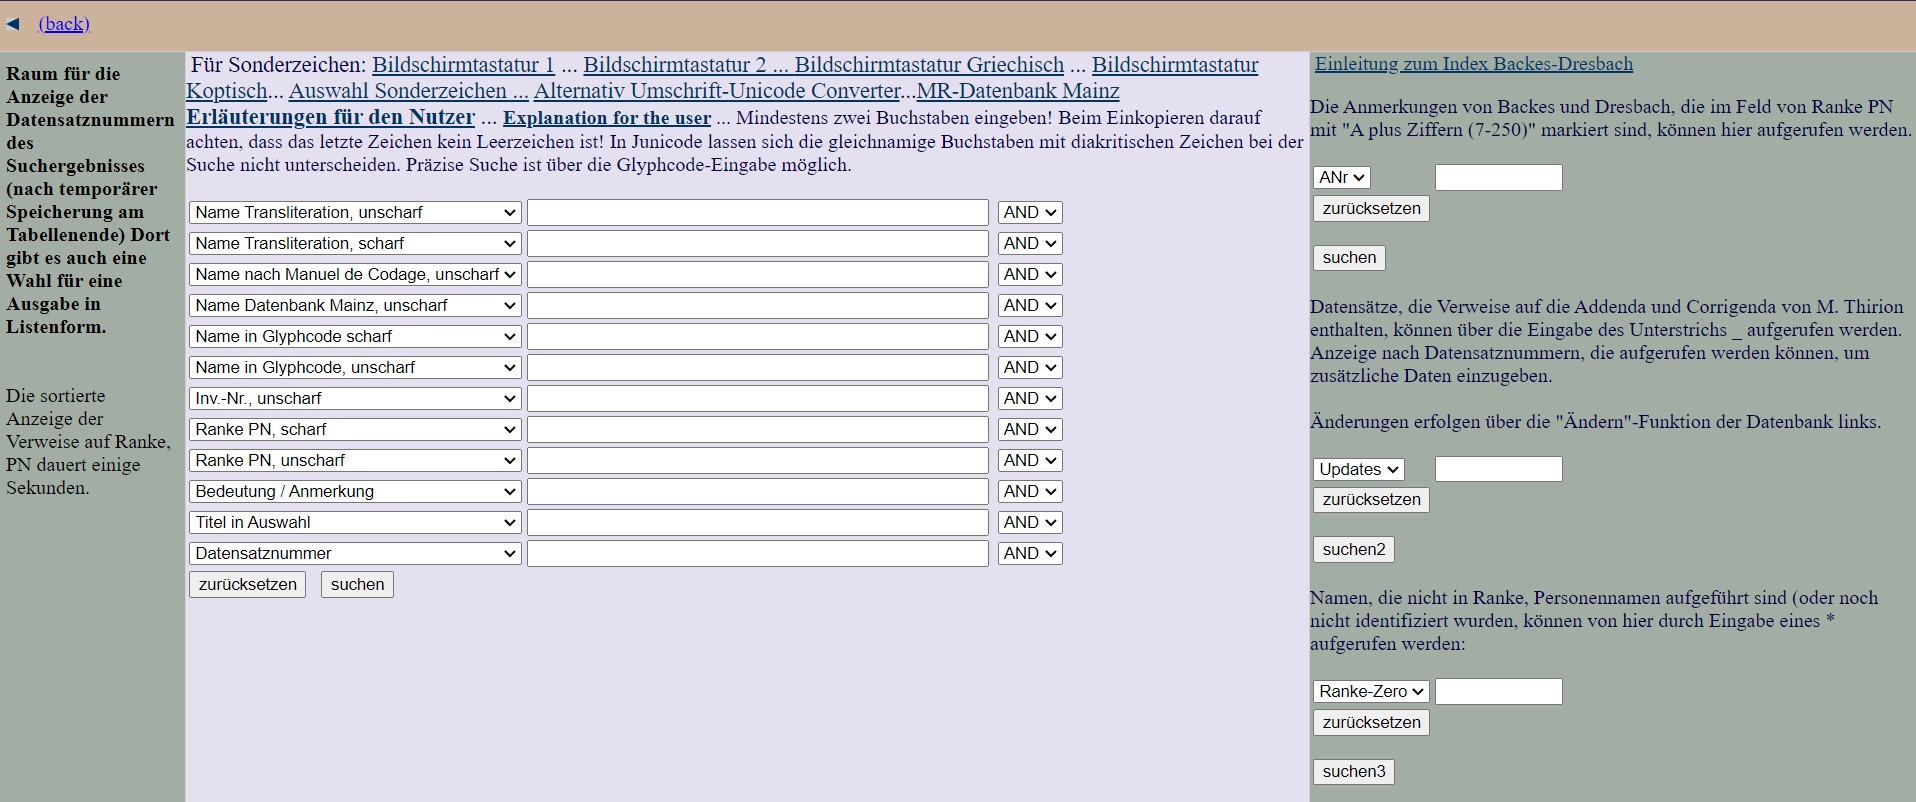 (back)
Raum für die
Anzeige der
Datensatznummern
des
Suchergebnisses
(nach temporärer
Speicherung am
Tabellenende) Dort
gibt es auch eine
Wahl für eine
Ausgabe in
Listenform.
Die sortierte
Anzeige der
Verweise auf Ranke,
PN dauert einige
Sekunden.
Für Sonderzeichen: Bildschirmtastatur 1 ... Bildschirmtastatur 2 ... Bildschirmtastatur Griechisch ... Bildschirmtastatur
Koptisch... Auswahl Sonderzeichen ... Alternativ Umschrift-Unicode Converter...MR-Datenbank Mainz
Erläuterungen für den Nutzer ... Explanation for the user ... Mindestens zwei Buchstaben eingeben! Beim Einkopieren darauf
achten, dass das letzte Zeichen kein Leerzeichen ist! In Junicode lassen sich die gleichnamige Buchstaben mit diakritischen Zeichen bei der
Suche nicht unterscheiden. Präzise Suche ist über die Glyphcode-Eingabe möglich.
Name Transliteration, unscharf AND
Name Transliteration, scharf AND
Name nach Manuel de Codage, unscharf AND
Name Datenbank Mainz, unscharf AND
Name in Glyphcode scharf AND
Name in Glyphcode, unscharf AND
Inv.-Nr., unscharf AND
Ranke PN, scharf AND
Ranke PN, unscharf AND
Bedeutung / Anmerkung AND
Titel in Auswahl AND
Datensatznummer AND
zurücksetzen suchen
Einleitung zum Index Backes-Dresbach
Die Anmerkungen von Backes und Dresbach, die im Feld von Ranke PN
mit "A plus Ziffern (7-250)" markiert sind, können hier aufgerufen werden.
ANr
zurücksetzen
suchen
Datensätze, die Verweise auf die Addenda und Corrigenda von M. Thirion
enthalten, können über die Eingabe des Unterstrichs _ aufgerufen werden.
Anzeige nach Datensatznummern, die aufgerufen werden können, um
zusätzliche Daten einzugeben.
Änderungen erfolgen über die "Ändern"-Funktion der Datenbank links.
Updates
zurücksetzen
suchen2
Namen, die nicht in Ranke, Personennamen aufgeführt sind (oder noch
nicht identifiziert wurden, können von hier durch Eingabe eines *
aufgerufen werden:
Ranke-Zero
zurücksetzen
suchen3